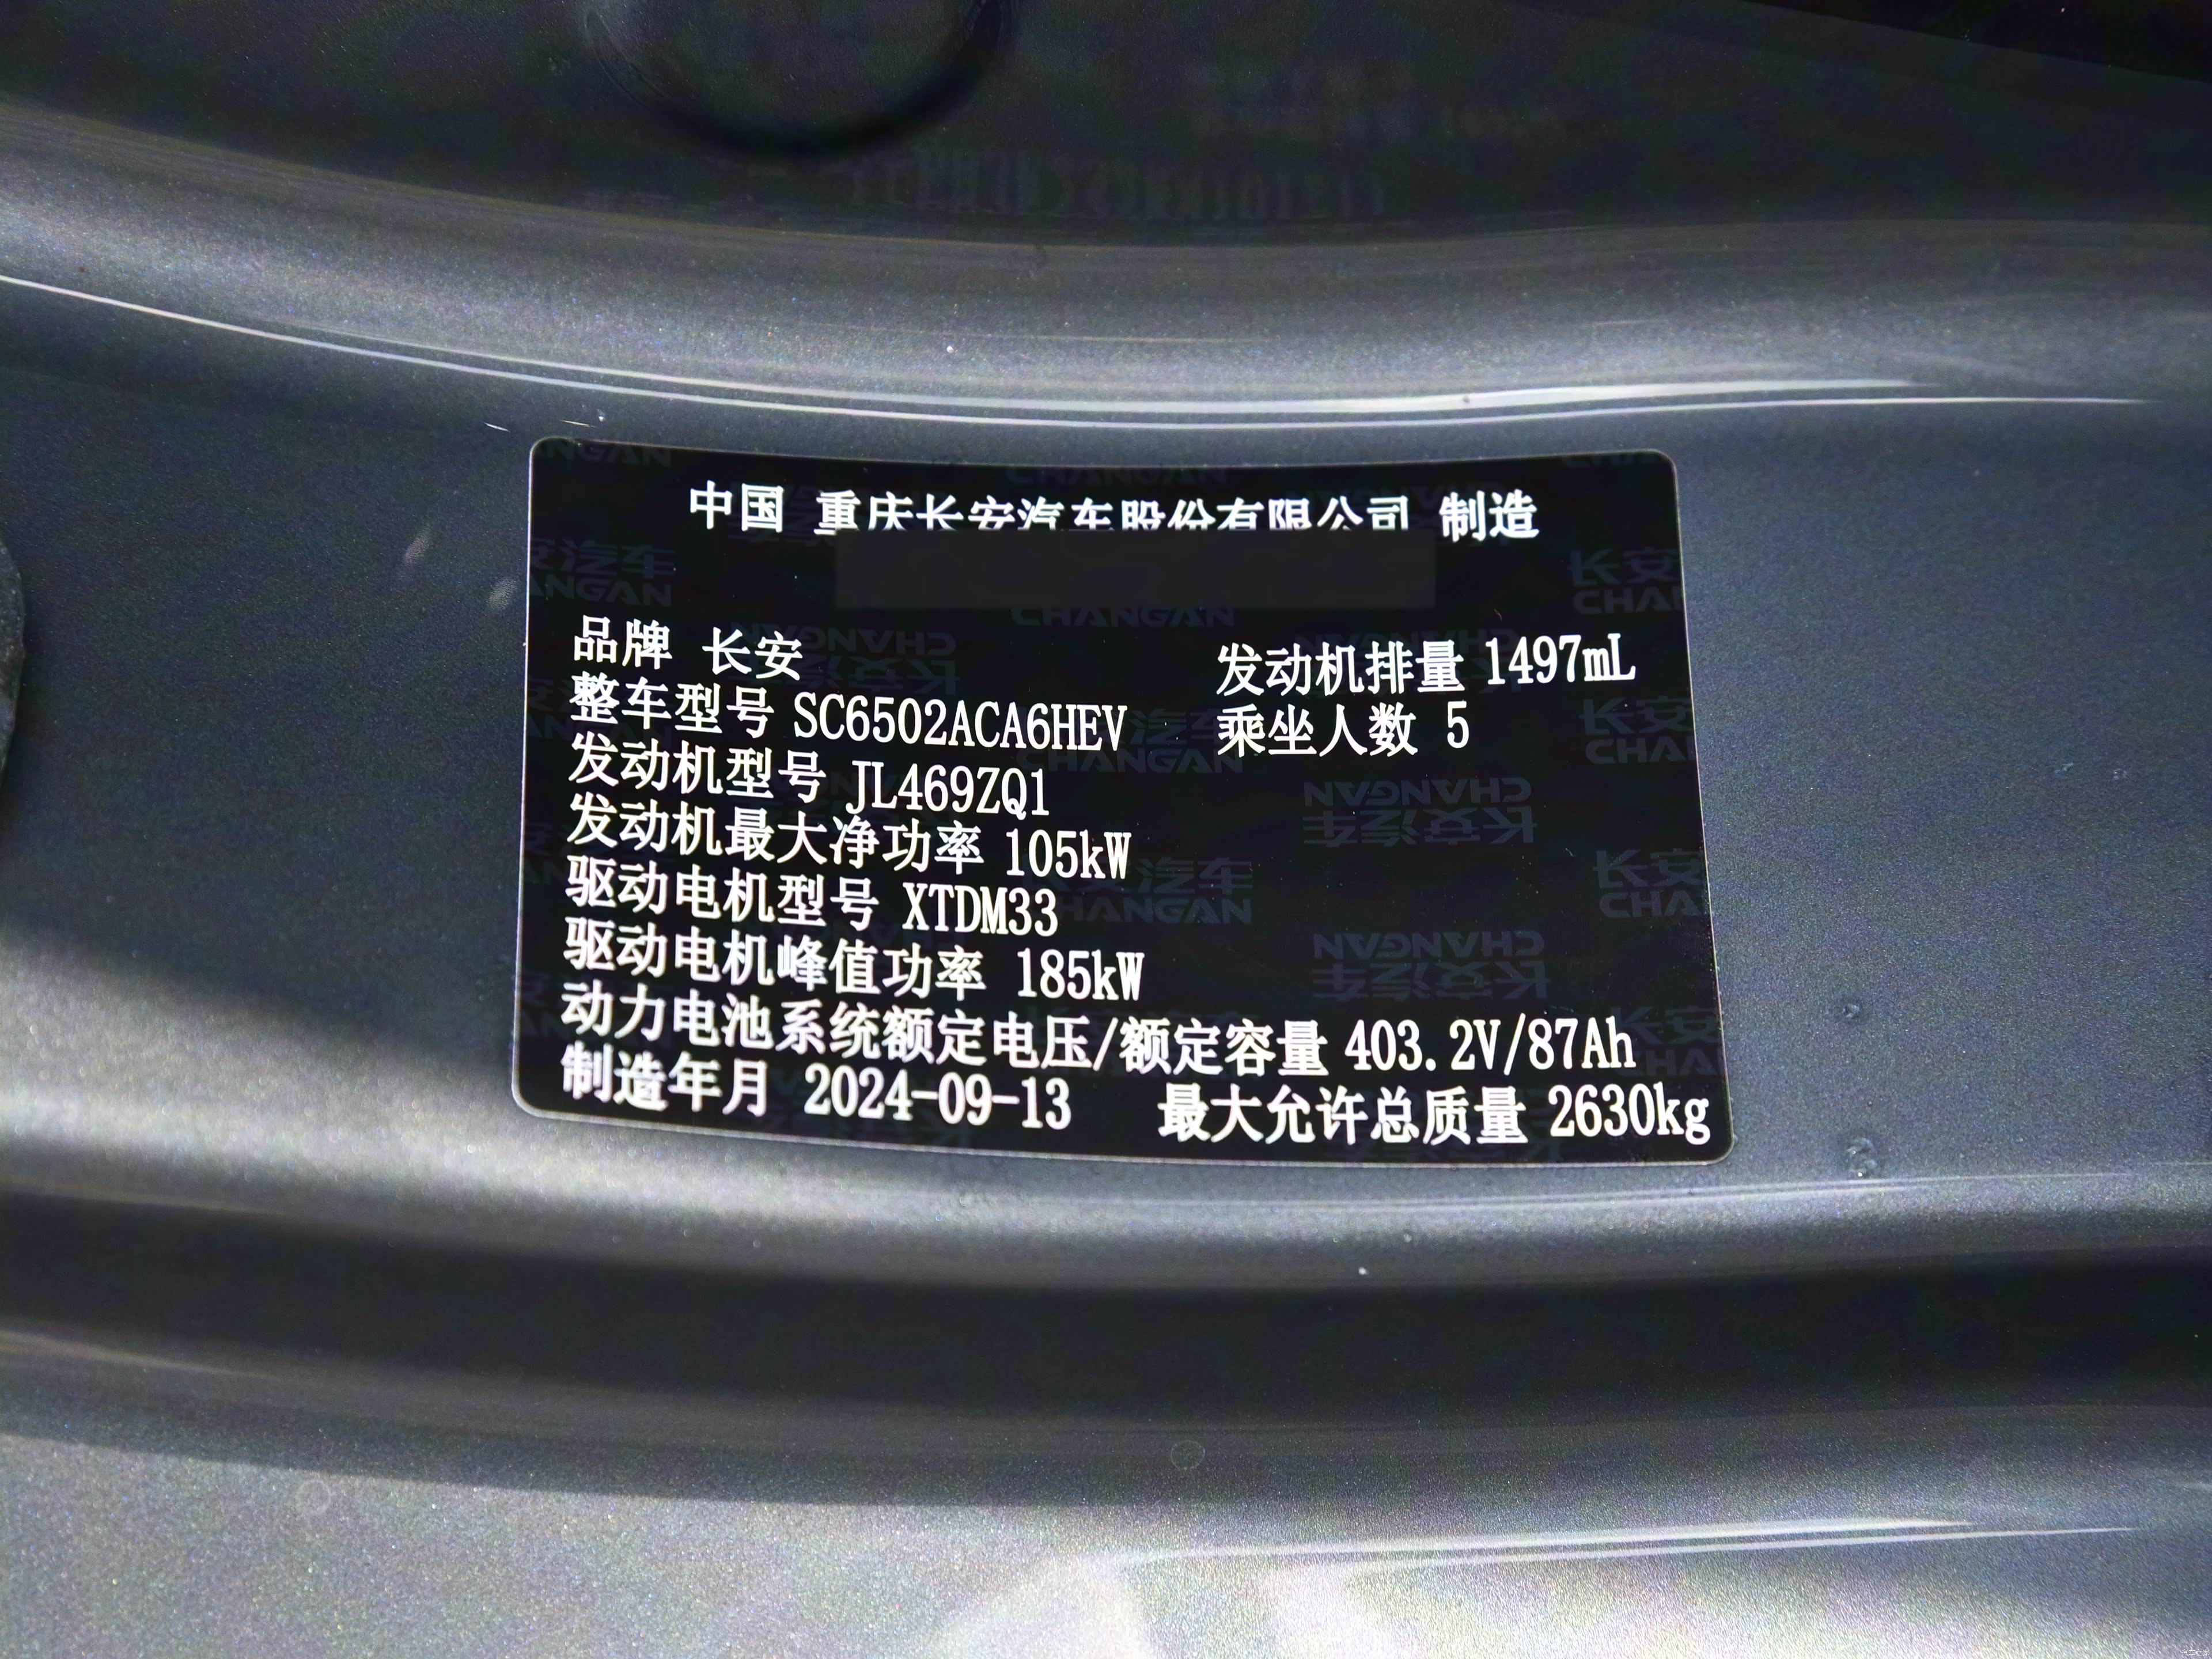 中国 重庆长安汽车股份有限公司 制造
品牌 长安
发动机排量 1497mL
整车型号 SC6502ACA6HEV
乘坐人数 5
发动机型号 JL469ZQ1
发动机最大净功率 105kW
驱动电机型号 XTDM33
驱动电机峰值功率 185kW
动力电池系统额定电压/额定容量 403.2V/87Ah
制造年月 2024-09-13 最大允许总质量 2630kg
长安汽车
CHANGAN